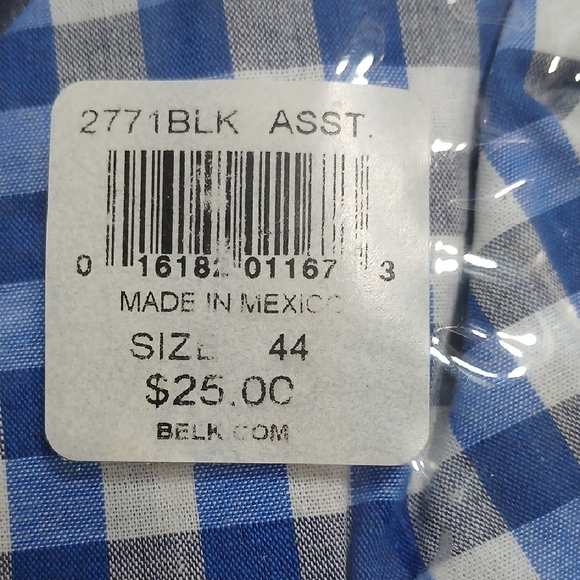 2771BLK ASST.
0 16182 01167 3
MADE IN MEXICO
SIZE 44
$25.00
BELK.COM